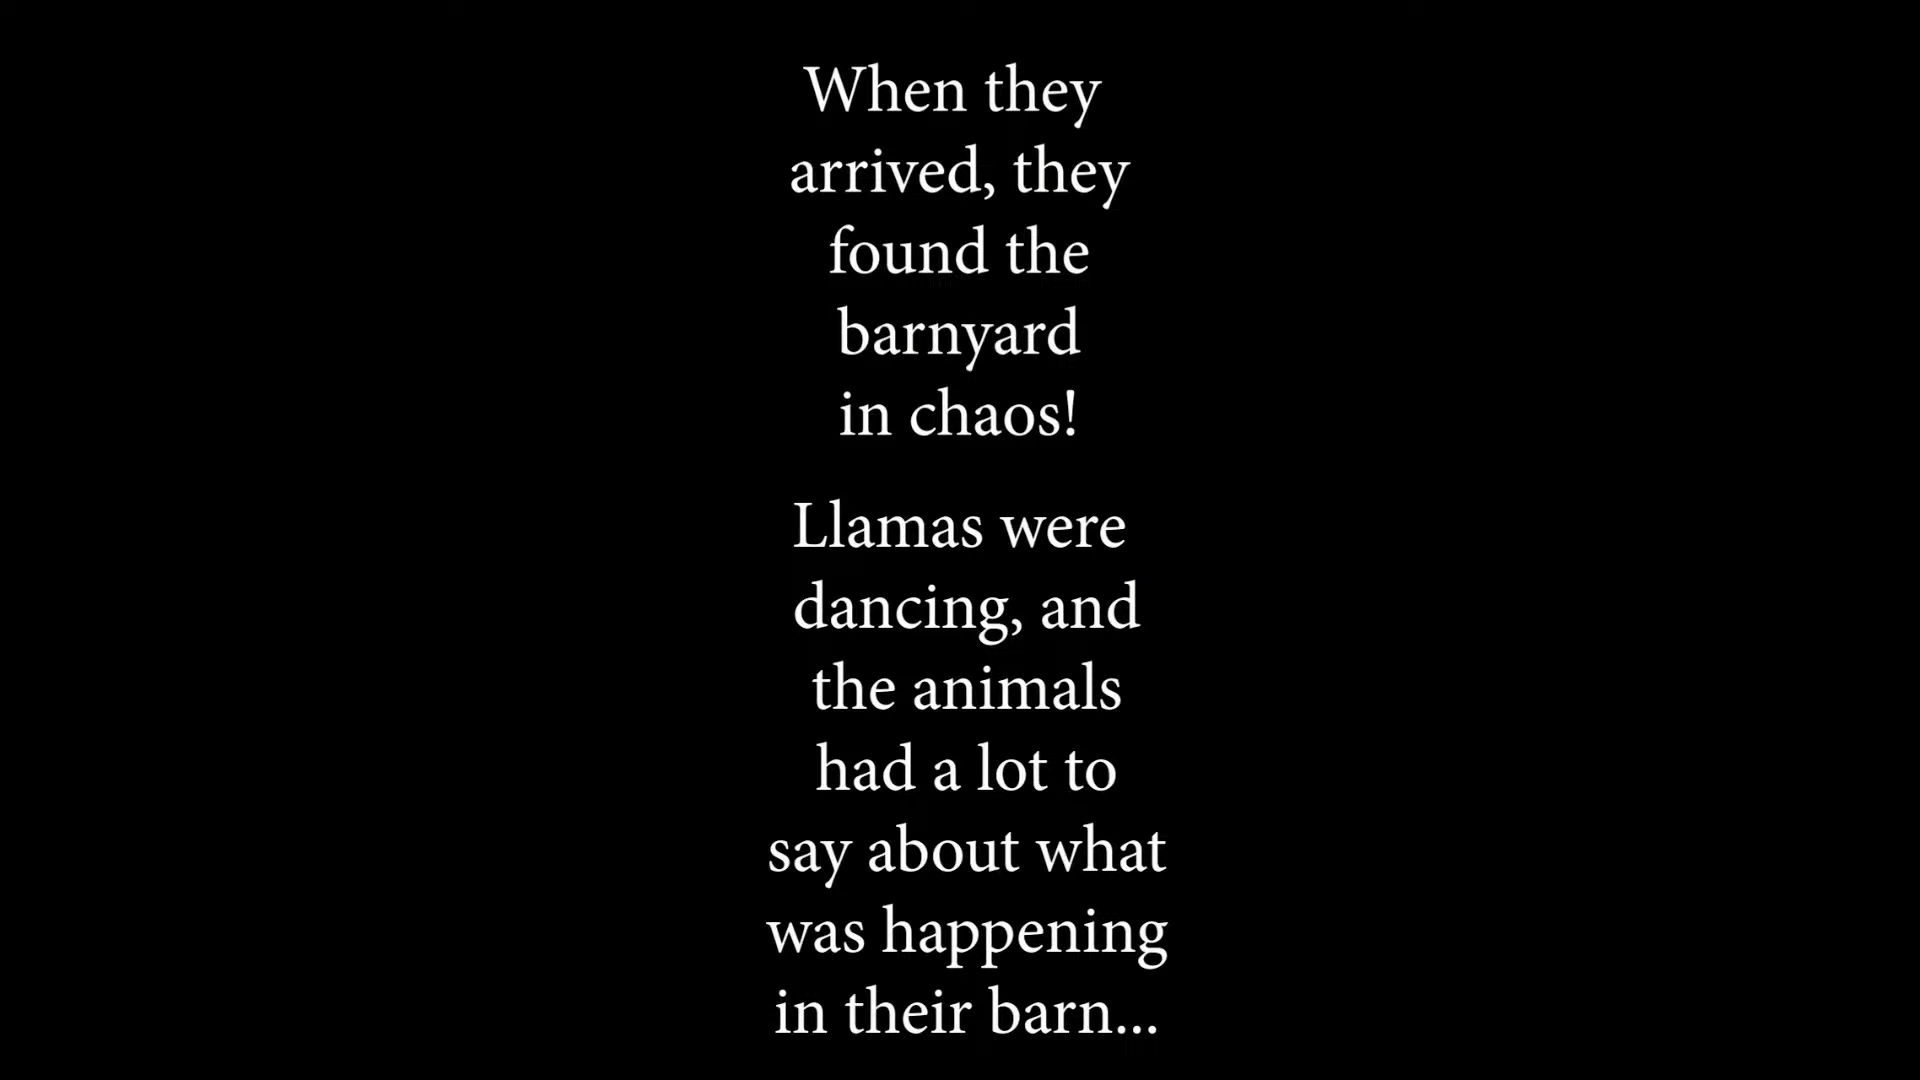 When they
arrived, they
found the
barnyard
in chaos!
Llamas were
dancing, and
the animals
had a lot to
say about what
was happening
in their barn...